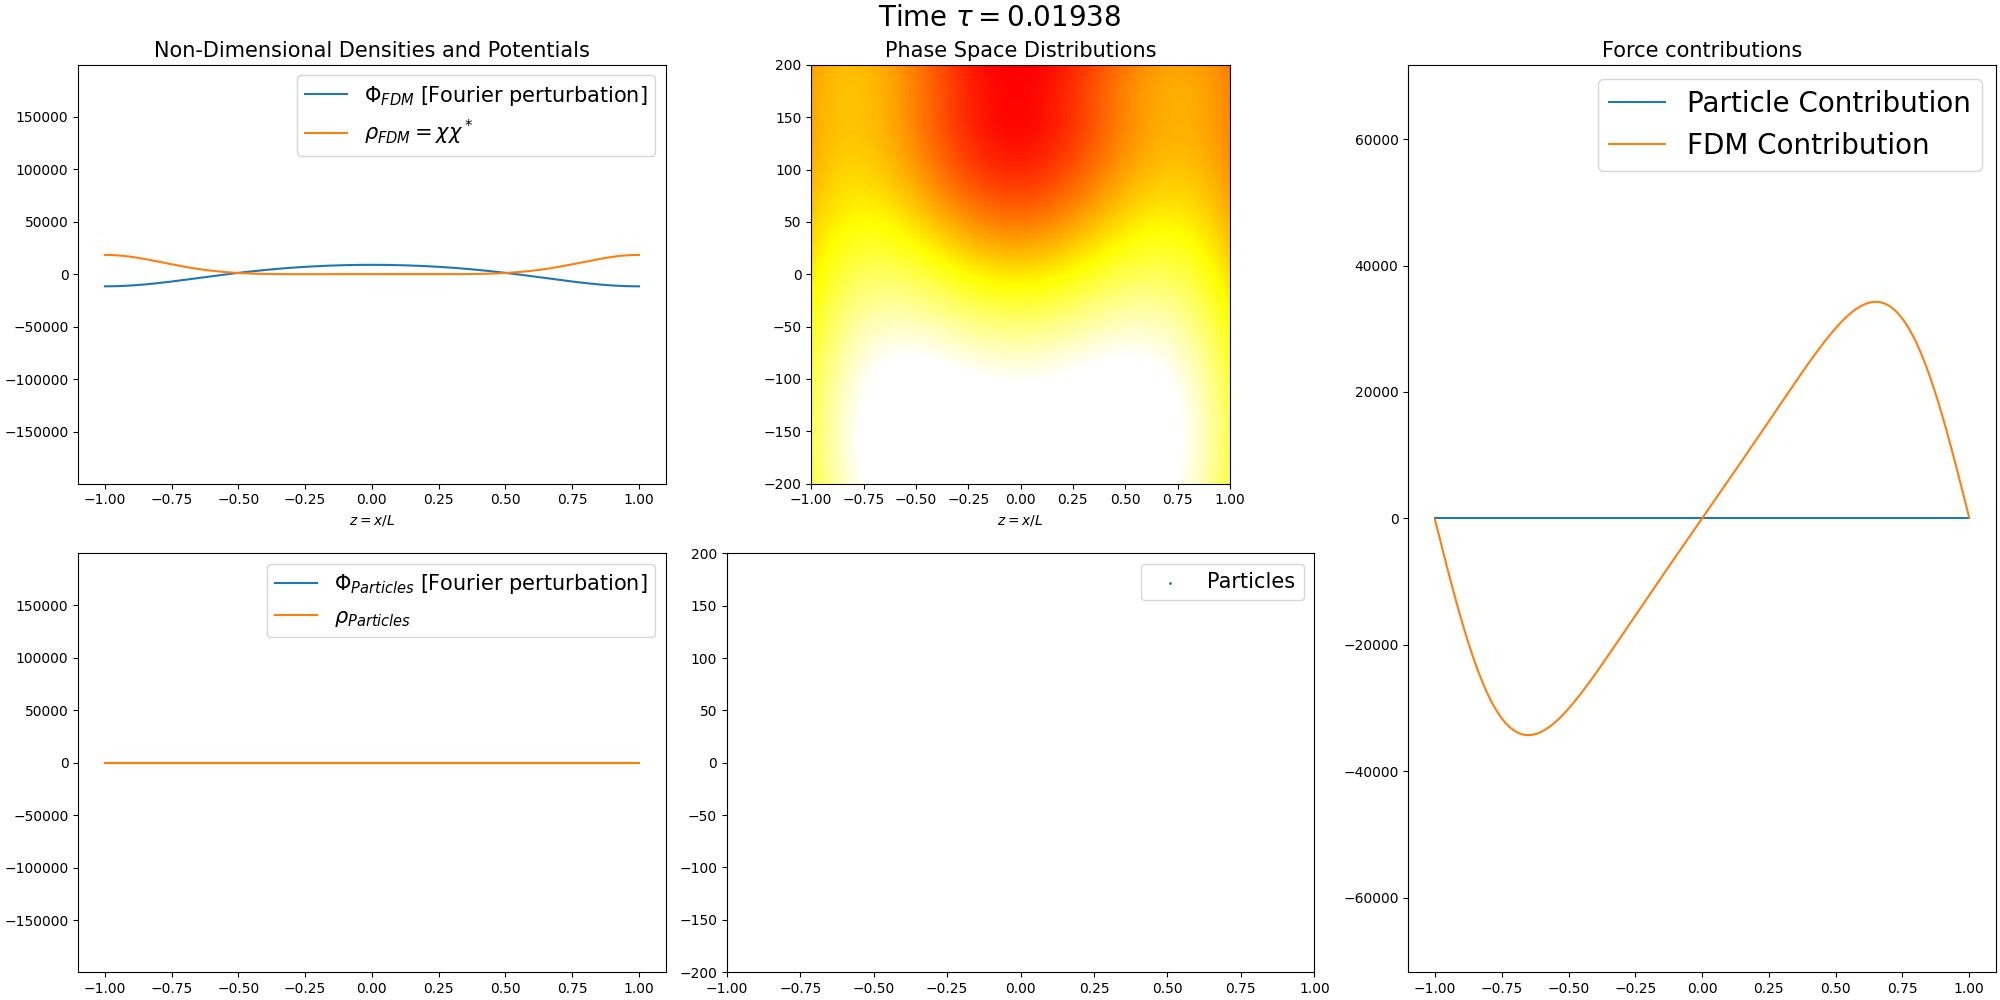 Time τ = 0.01938
Non-Dimensional Densities and Potentials
Φ_FDM [Fourier perturbation]
ρ_FDM = χχ*
150000
100000
50000
0
−50000
−100000
−150000
−1.00 −0.75 −0.50 −0.25 0.00 0.25 0.50 0.75 1.00
z = x/L
Phase Space Distributions
200
150
100
50
0
−50
−100
−150
−200
−1.00 −0.75 −0.50 −0.25 0.00 0.25 0.50 0.75 1.00
z = x/L
Force contributions
Particle Contribution
FDM Contribution
60000
40000
20000
0
−20000
−40000
−60000
−1.00 −0.75 −0.50 −0.25 0.00 0.25 0.50 0.75 1.00
Φ_Particles [Fourier perturbation]
ρ_Particles
150000
100000
50000
0
−50000
−100000
−150000
−1.00 −0.75 −0.50 −0.25 0.00 0.25 0.50 0.75 1.00
Particles
200
150
100
50
0
−50
−100
−150
−200
−1.00 −0.75 −0.50 −0.25 0.00 0.25 0.50 0.75 1.00